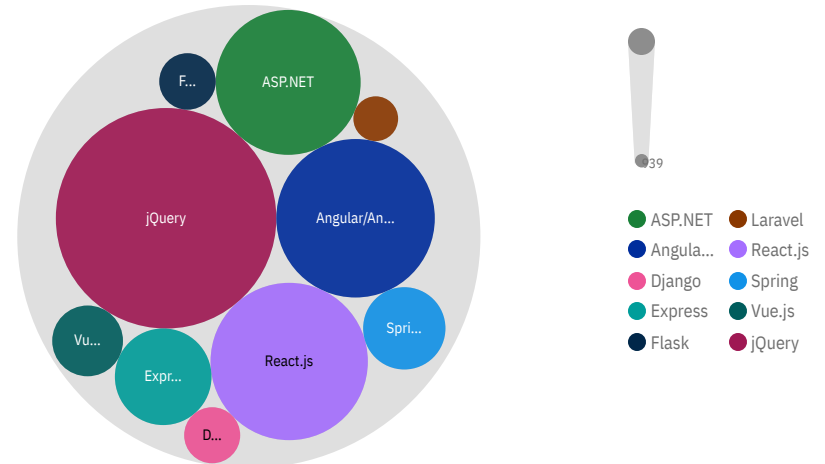 F...
ASP.NET
jQuery
Angular/An...
Vu...
Expr...
React.js
Spri...
D...
939
ASP.NET
Laravel
Angula...
React.js
Django
Spring
Express
Vue.js
Flask
jQuery